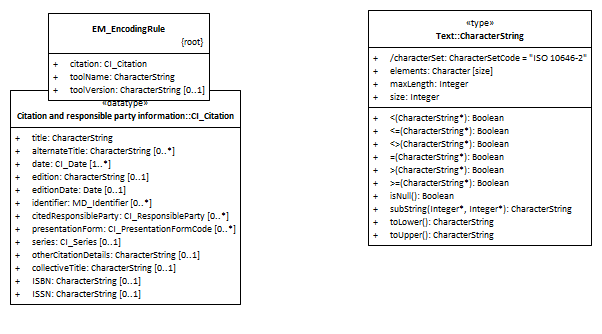 EM_EncodingRule
{root}
+ citation: CI_Citation
+ toolName: CharacterString
+ toolVersion: CharacterString [0..1]
«datatype»
Citation and responsible party information::CI_Citation
+ title: CharacterString
+ alternateTitle: CharacterString [0..*]
+ date: CI_Date [1..*]
+ edition: CharacterString [0..1]
+ editionDate: Date [0..1]
+ identifier: MD_Identifier [0..*]
+ citedResponsibleParty: CI_ResponsibleParty [0..*]
+ presentationForm: CI_PresentationFormCode [0..*]
+ series: CI_Series [0..1]
+ otherCitationDetails: CharacterString [0..1]
+ collectiveTitle: CharacterString [0..1]
+ ISBN: CharacterString [0..1]
+ ISSN: CharacterString [0..1]
«type»
Text::CharacterString
+ /characterSet: CharacterSetCode = "ISO 10646-2"
+ elements: Character [size]
+ maxLength: Integer
+ size: Integer
+ <(CharacterString*): Boolean
+ <=(CharacterString*): Boolean
+ <>(CharacterString*): Boolean
+ =(CharacterString*): Boolean
+ >(CharacterString*): Boolean
+ >=(CharacterString*): Boolean
+ isNull(): Boolean
+ subString(Integer*, Integer*): CharacterString
+ toLower(): CharacterString
+ toUpper(): CharacterString